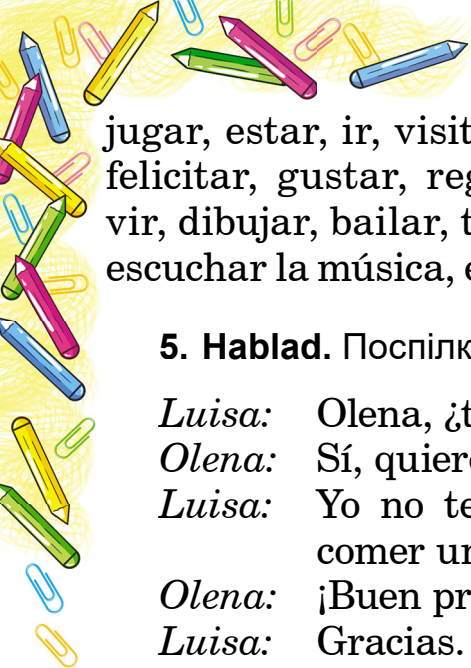 jugar, estar, ir, visit
felicitar, gustar, reg
vir, dibujar, bailar, t
escuchar la música, e
5. Hablad. Поспілк
Luisa: Olena, ¿t
Olena: Sí, quier
Luisa: Yo no te
comer un
Olena: ¡Buen pr
Luisa: Gracias.